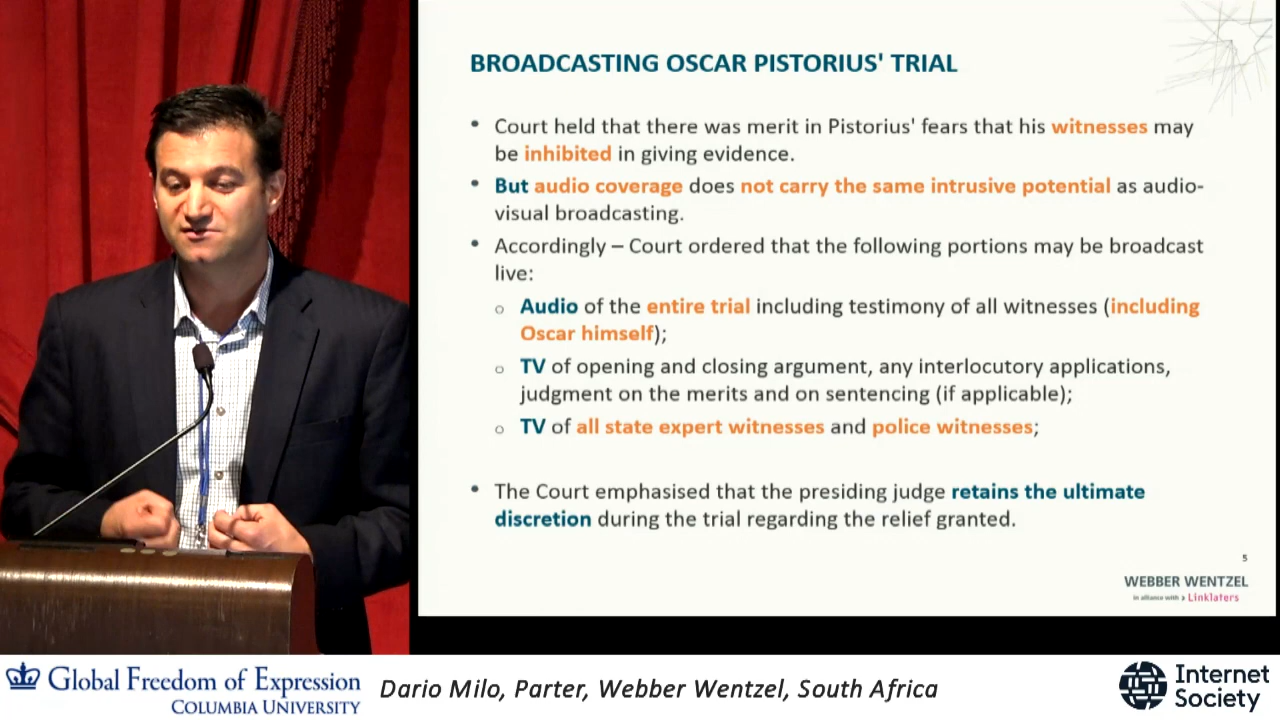 BROADCASTING OSCAR PISTORIUS' TRIAL
• Court held that there was merit in Pistorius' fears that his witnesses may
be inhibited in giving evidence.
• But audio coverage does not carry the same intrusive potential as audio-
visual broadcasting.
• Accordingly – Court ordered that the following portions may be broadcast
live:
o Audio of the entire trial including testimony of all witnesses (including
Oscar himself);
o TV of opening and closing argument, any interlocutory applications,
judgment on the merits and on sentencing (if applicable);
o TV of all state expert witnesses and police witnesses;
• The Court emphasised that the presiding judge retains the ultimate
discretion during the trial regarding the relief granted.
5
WEBBER WENTZEL
in alliance with > Linklaters
Global Freedom of Expression
COLUMBIA UNIVERSITY
Dario Milo, Parter, Webber Wentzel, South Africa
Internet
Society